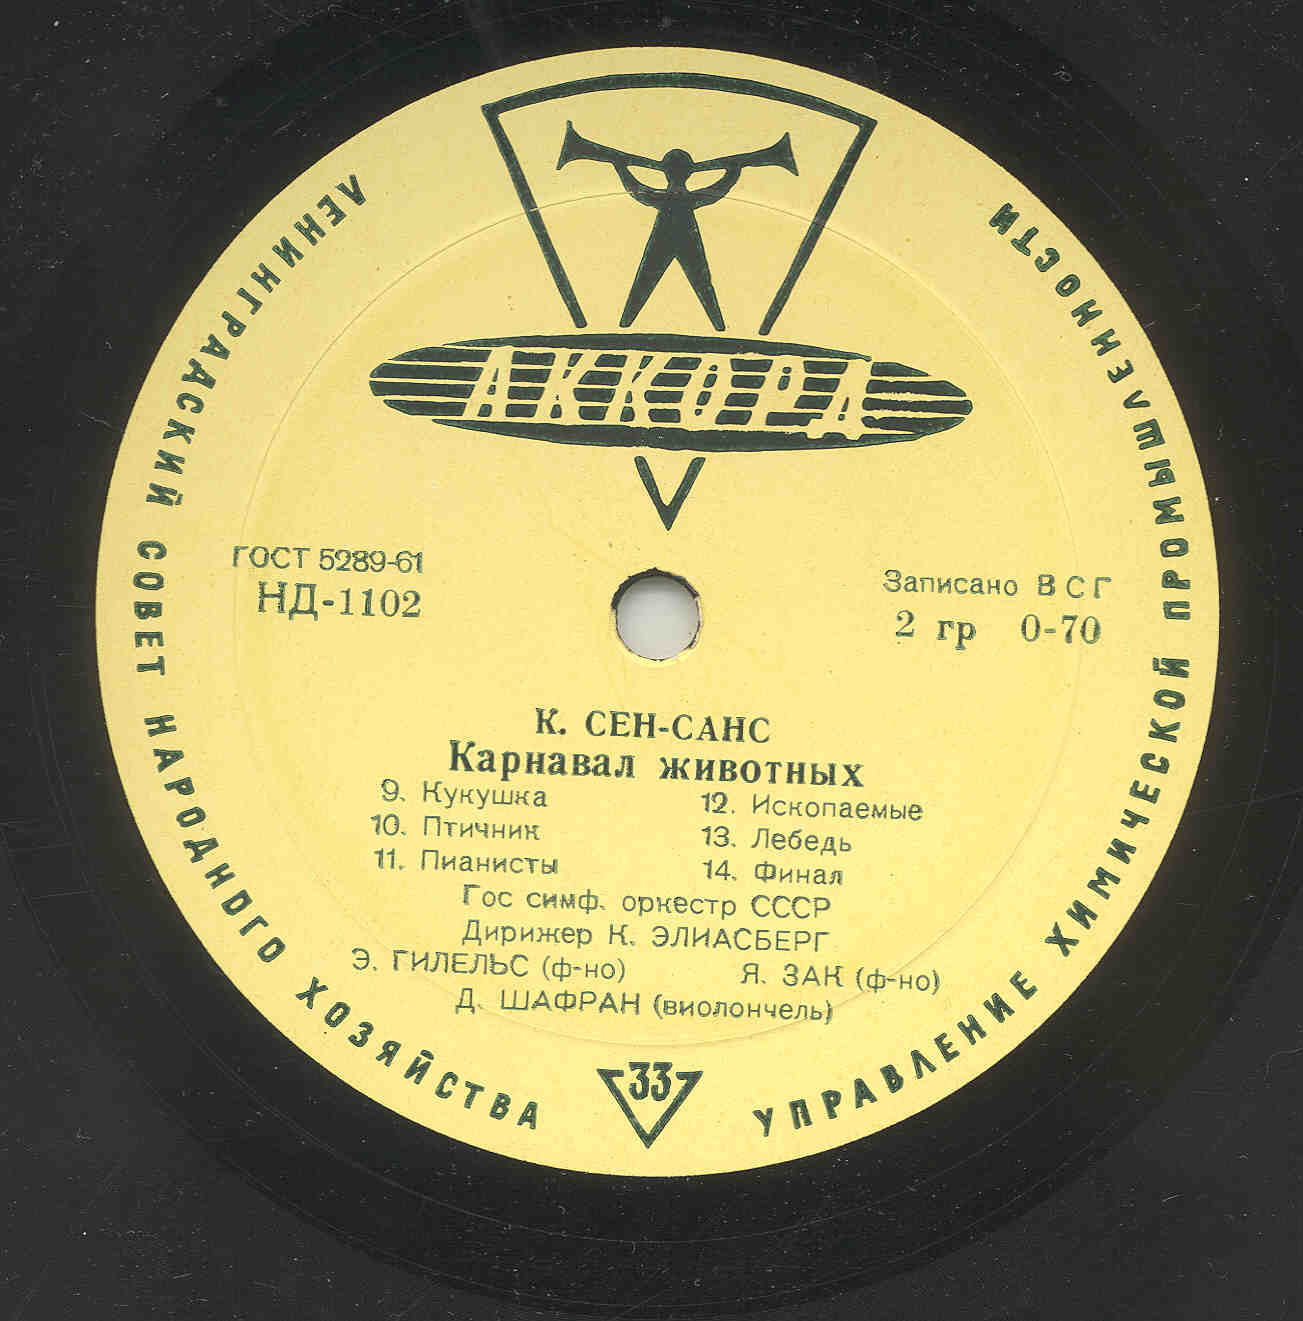 ЛЕНИНГРАДСКИЙ СОВЕТ НАРОДНОГО ХОЗЯЙСТВА
УПРАВЛЕНИЕ ХИМИЧЕСКОЙ ПРОМЫШЛЕННОСТИ
АККОРД
ГОСТ 5289-61
НД-1102
Записано ВСГ
2 гр 0-70
К. СЕН-САНС
Карнавал животных
9. Кукушка
10. Птичник
11. Пианисты
12. Ископаемые
13. Лебедь
14. Финал
Гос симф. оркестр СССР
Дирижер К. ЭЛИАСБЕРГ
Э. ГИЛЕЛЬС (ф-но) Я. ЗАК (ф-но)
Д. ШАФРАН (виолончель)
33